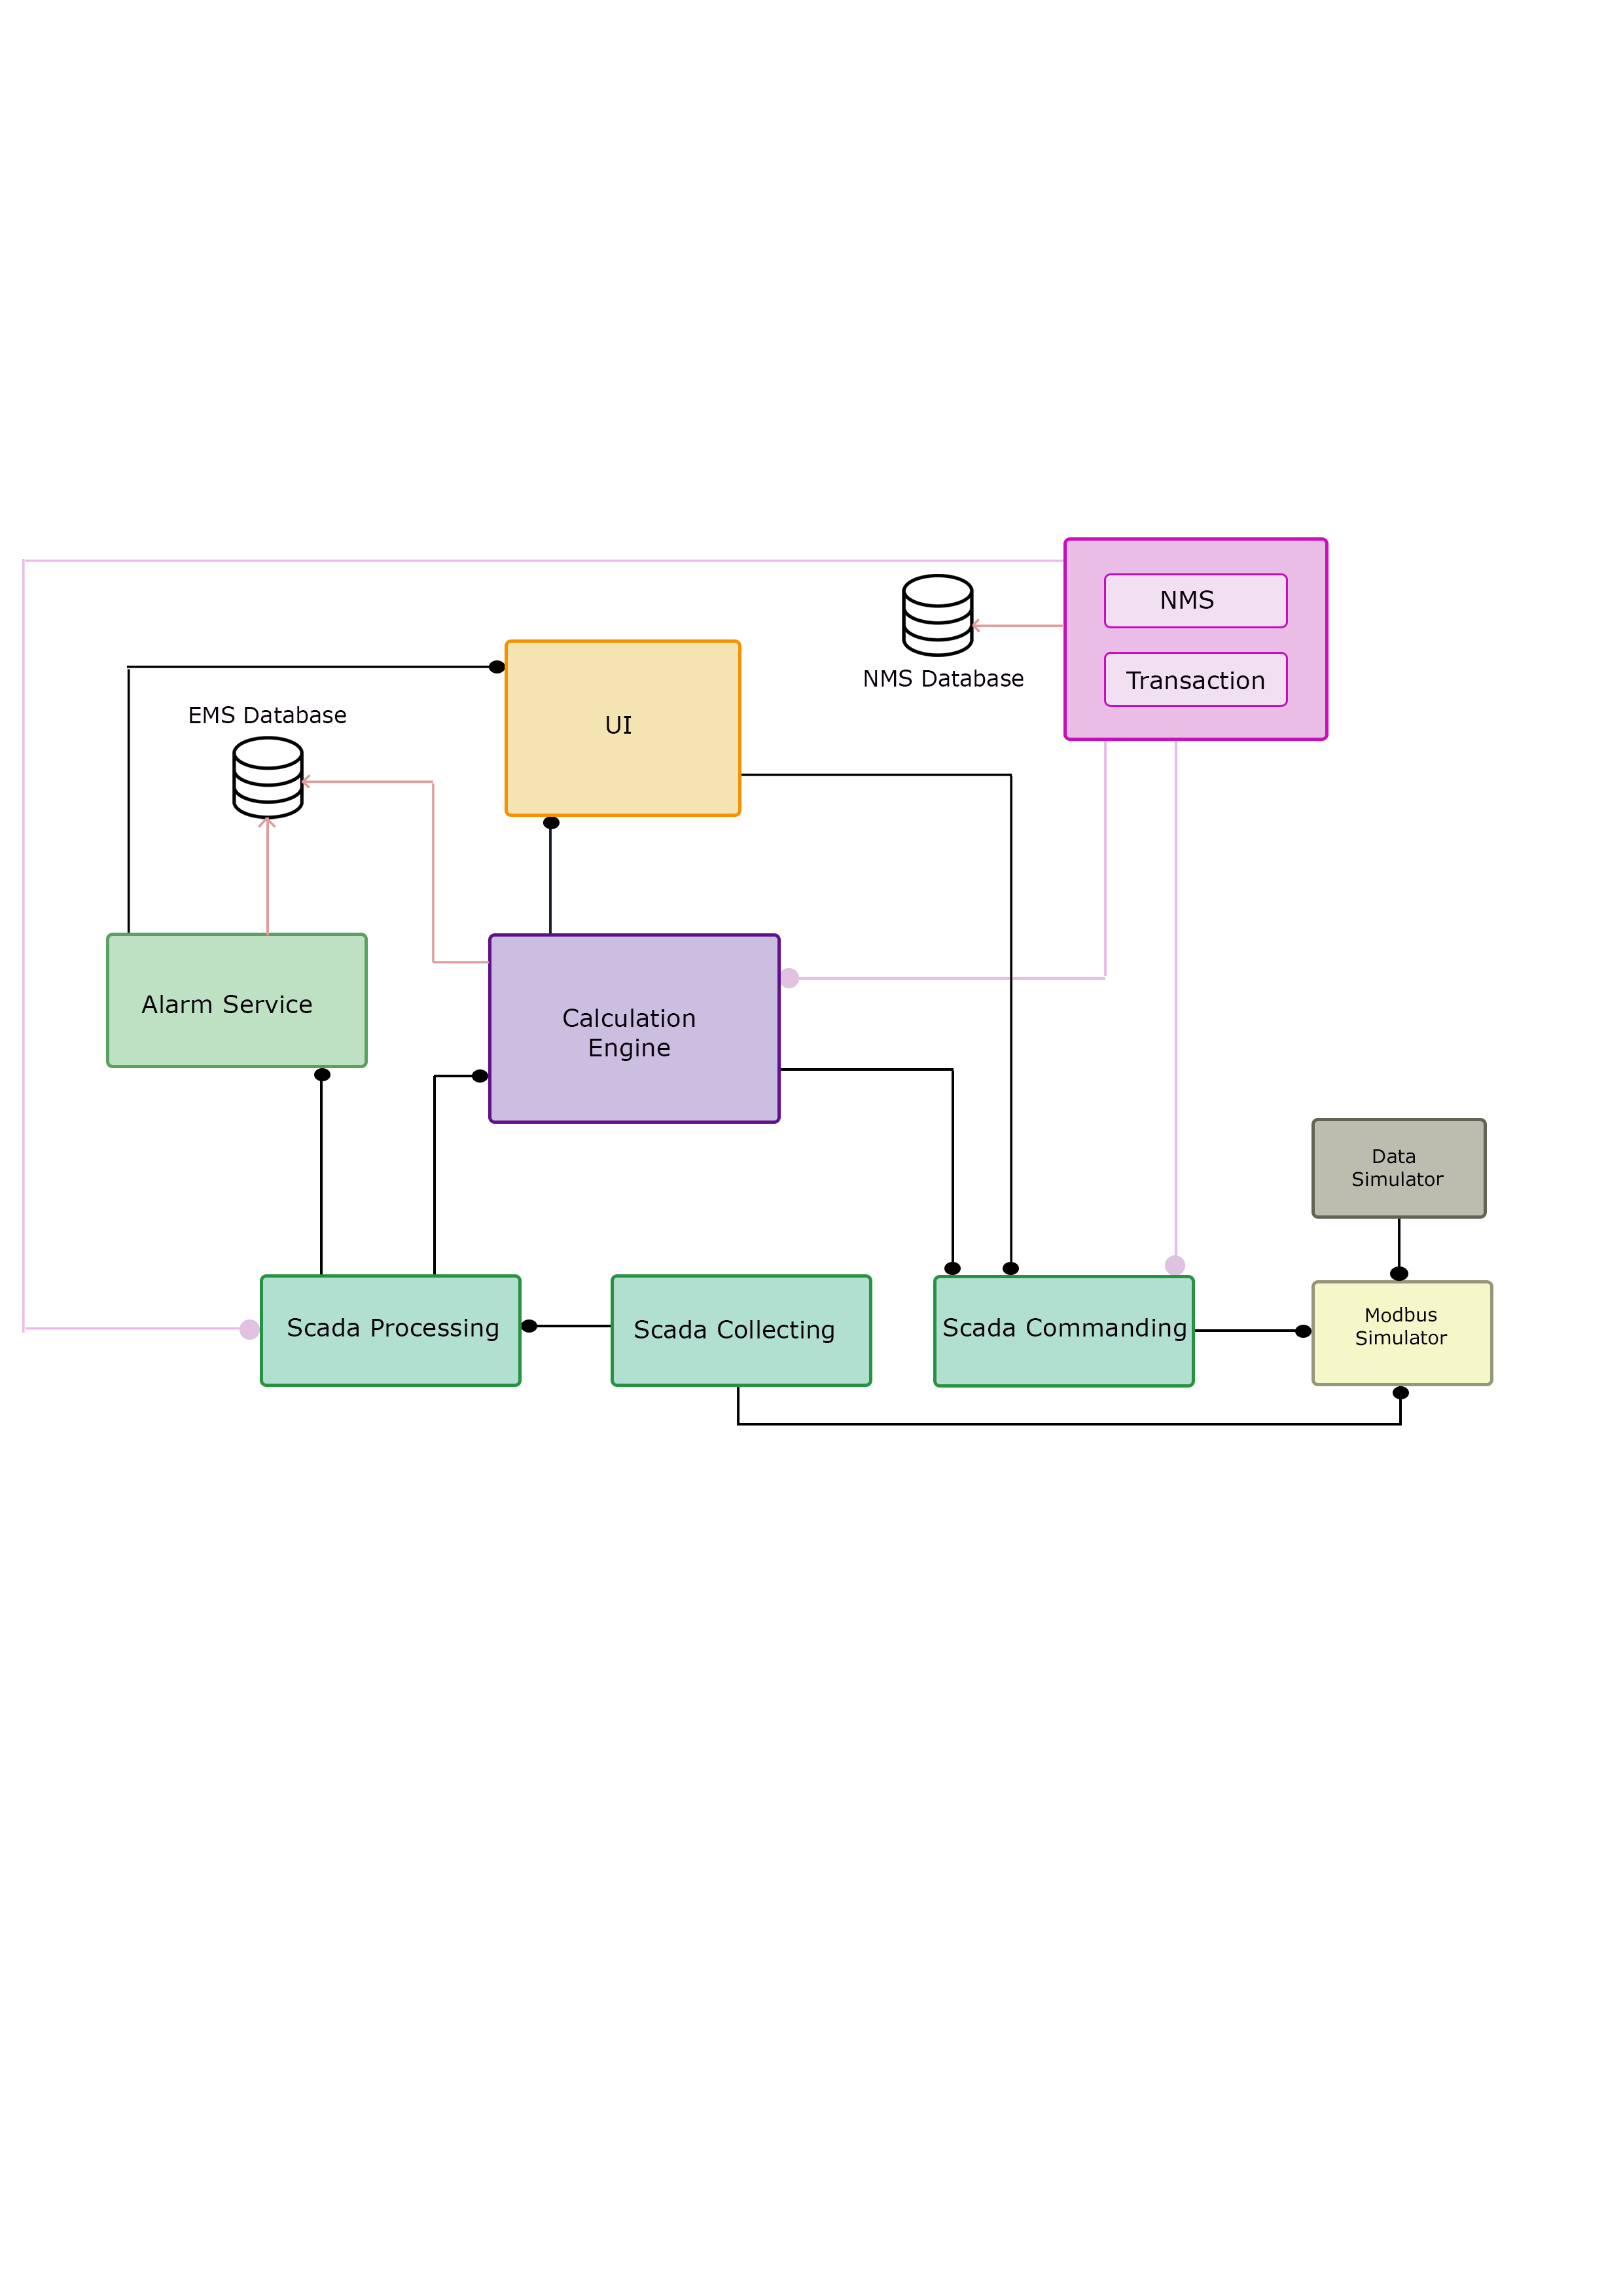 NMS
NMS Database
Transaction
EMS Database
UI
Alarm Service
Calculation
Engine
Data
Simulator
Scada Processing
Scada Collecting
Scada Commanding
Modbus
Simulator